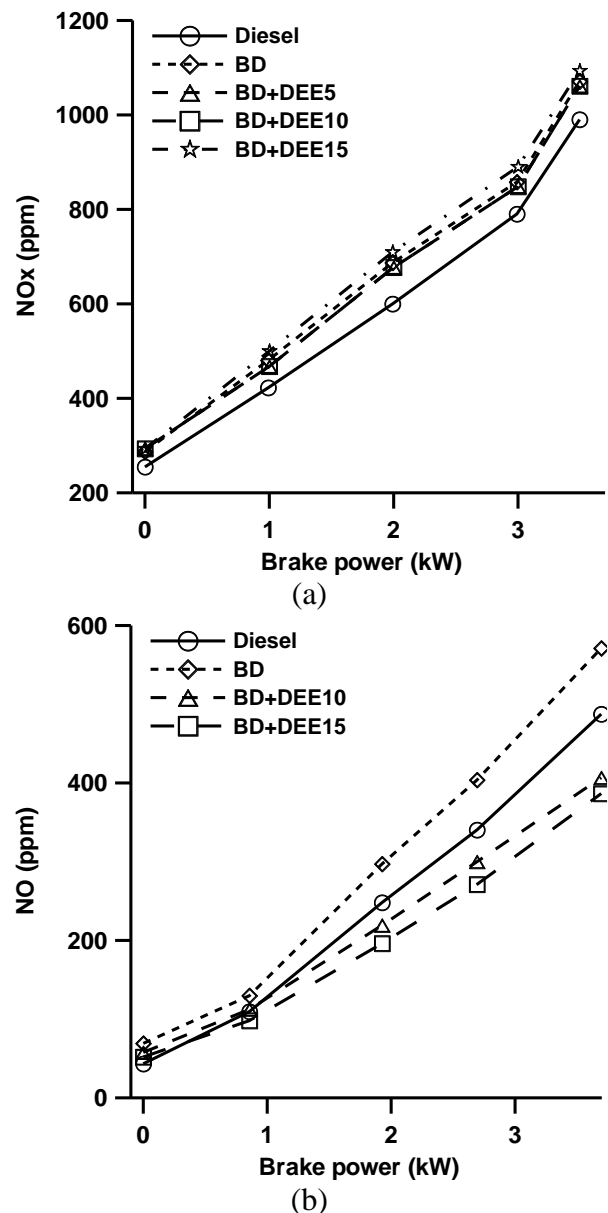 1200
1000
800
600
400
200
NOx (ppm)
Diesel
BD
BD+DEE5
BD+DEE10
BD+DEE15
0
1
2
3
Brake power (kW)
(a)
600
400
200
0
NO (ppm)
Diesel
BD
BD+DEE10
BD+DEE15
0
1
2
3
Brake power (kW)
(b)